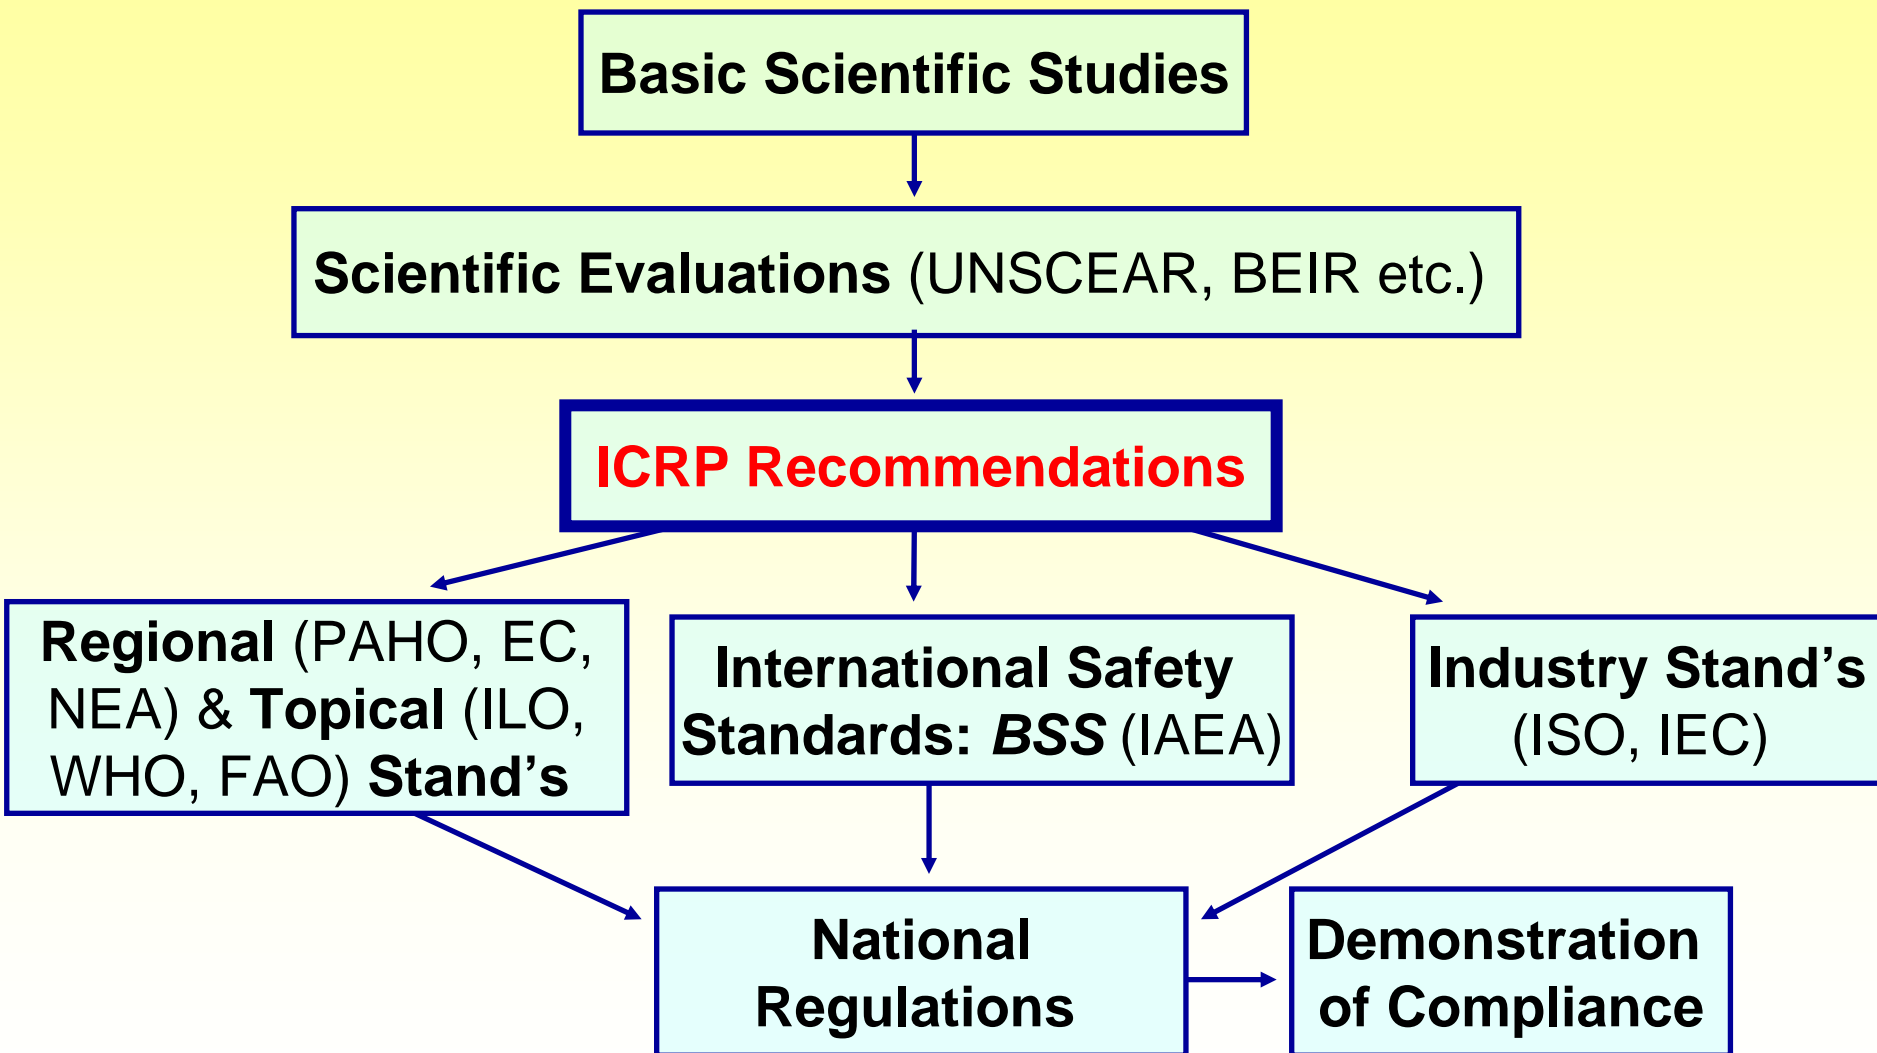 Basic Scientific Studies
Scientific Evaluations (UNSCEAR, BEIR etc.)
ICRP Recommendations
Regional (PAHO, EC,
NEA) & Topical (ILO,
WHO, FAO) Stand’s
International Safety
Standards: BSS (IAEA)
Industry Stand’s
(ISO, IEC)
National
Regulations
Demonstration
of Compliance